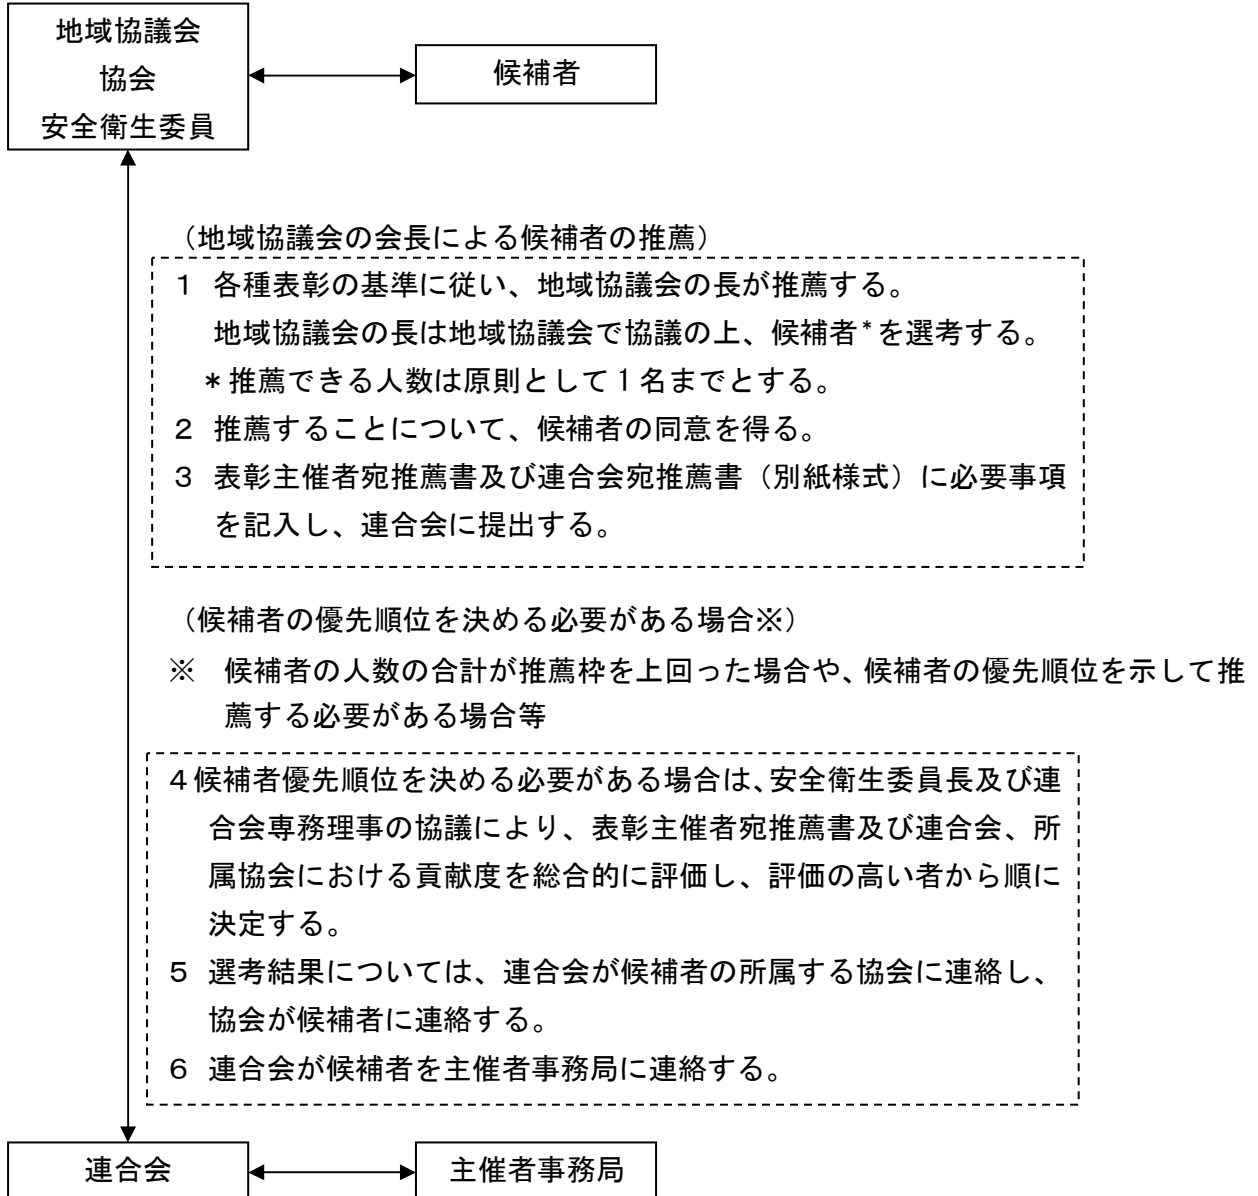 地域協議会
協会
安全衛生委員
候補者
（地域協議会の会長による候補者の推薦）
１ 各種表彰の基準に従い、地域協議会の長が推薦する。
地域協議会の長は地域協議会で協議の上、候補者*を選考する。
＊推薦できる人数は原則として1名までとする。
２ 推薦することについて、候補者の同意を得る。
３ 表彰主催者宛推薦書及び連合会宛推薦書（別紙様式）に必要事項
を記入し、連合会に提出する。
（候補者の優先順位を決める必要がある場合※）
※ 候補者の人数の合計が推薦枠を上回った場合や、候補者の優先順位を示して推
薦する必要がある場合等
４候補者優先順位を決める必要がある場合は、安全衛生委員長及び連
合会専務理事の協議により、表彰主催者宛推薦書及び連合会、所
属協会における貢献度を総合的に評価し、評価の高い者から順に
決定する。
５ 選考結果については、連合会が候補者の所属する協会に連絡し、
協会が候補者に連絡する。
６ 連合会が候補者を主催者事務局に連絡する。
連合会
主催者事務局